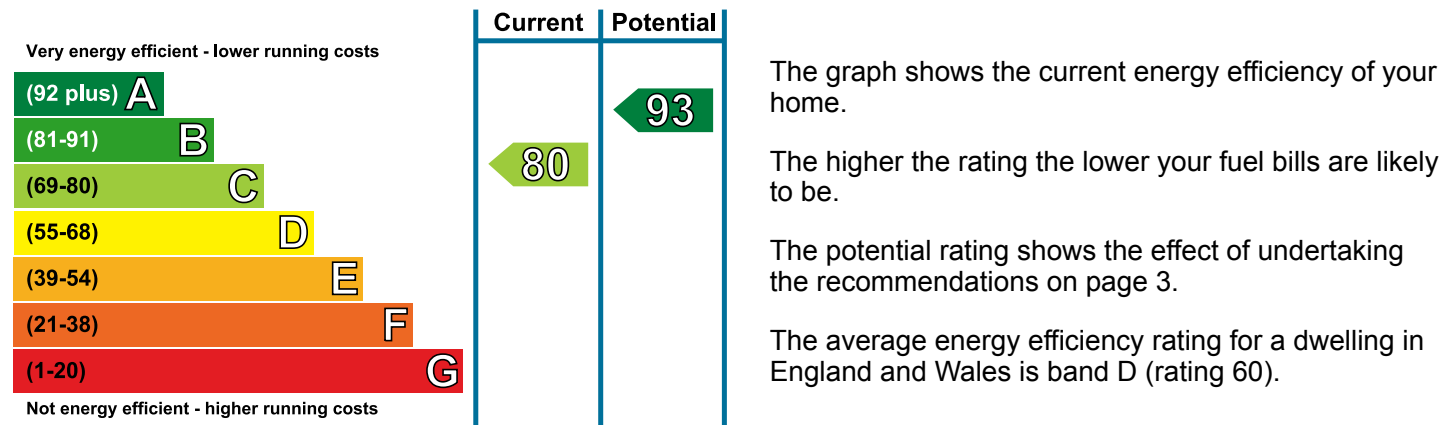 Current Potential
Very energy efficient - lower running costs
(92 plus) A
(81-91) B
(69-80) C
(55-68) D
(39-54) E
(21-38) F
(1-20) G
Not energy efficient - higher running costs
93
80
The graph shows the current energy efficiency of your
home.
The higher the rating the lower your fuel bills are likely
to be.
The potential rating shows the effect of undertaking
the recommendations on page 3.
The average energy efficiency rating for a dwelling in
England and Wales is band D (rating 60).